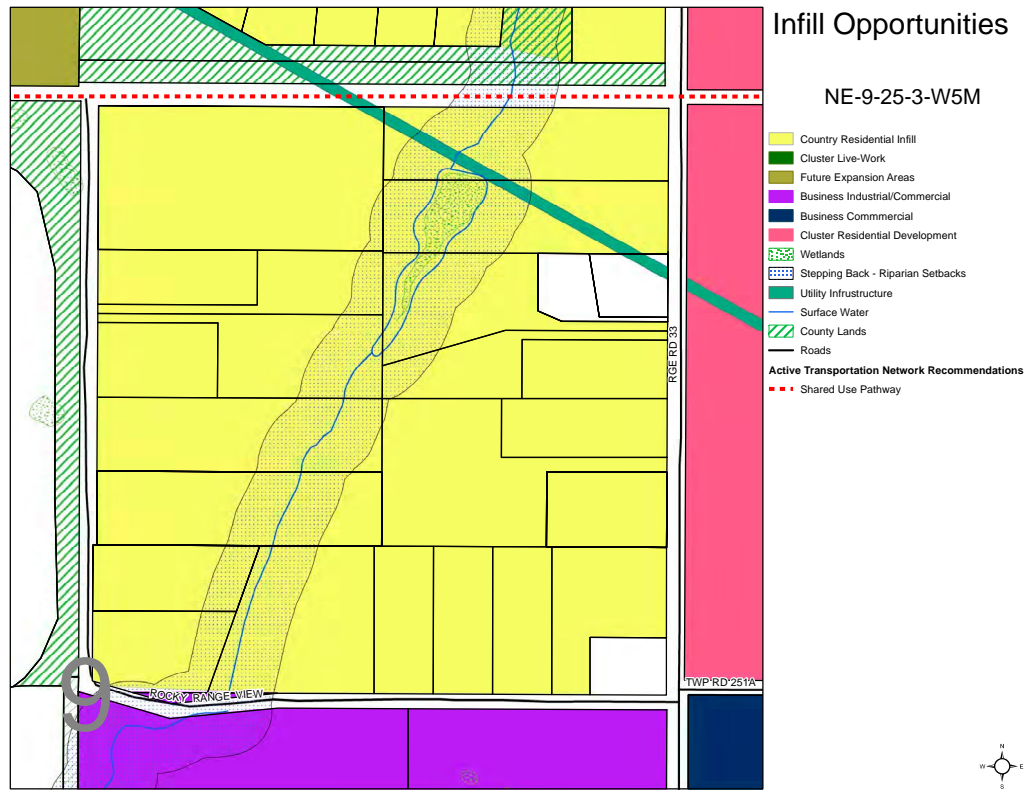 Infill Opportunities
NE-9-25-3-W5M
Country Residential Infill
Cluster Live-Work
Future Expansion Areas
Business Industrial/Commercial
Business Commmercial
Cluster Residential Development
Wetlands
Stepping Back - Riparian Setbacks
Utility Infrustructure
Surface Water
County Lands
Roads
Active Transportation Network Recommendations
Shared Use Pathway
RGE RD 33
TWP RD 251A
ROCKY RANGE VIEW
9
N
W E
S